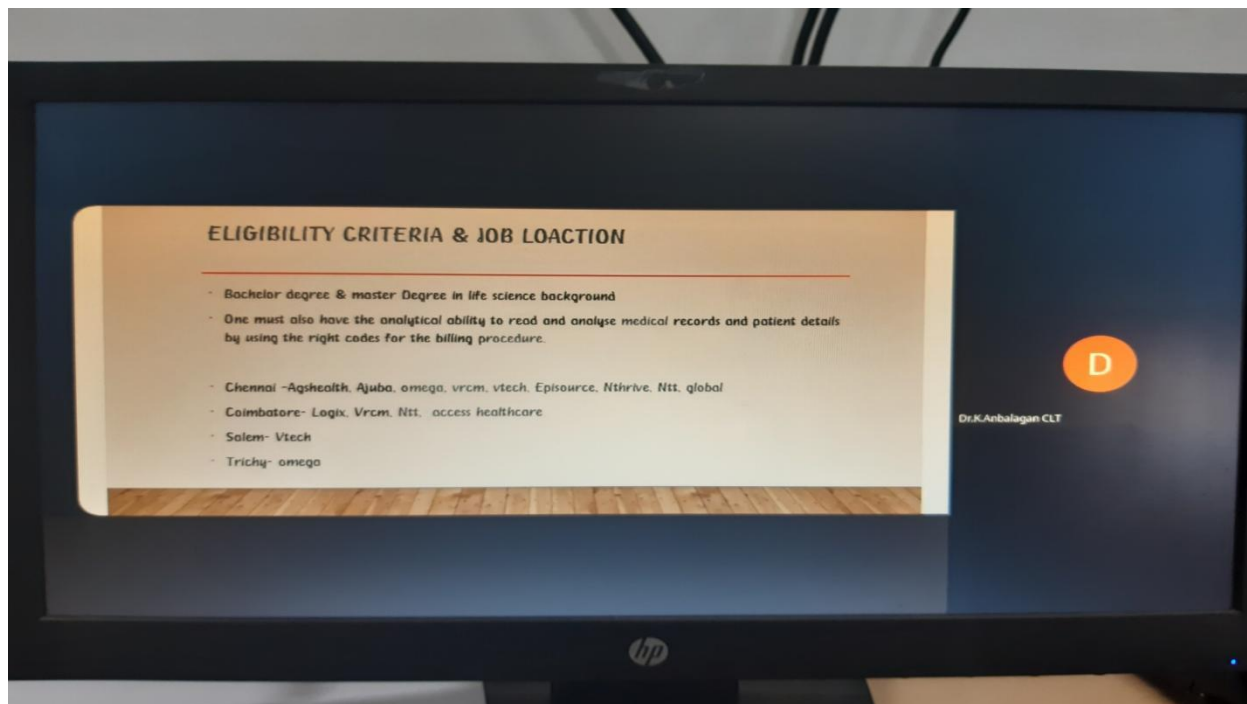 ELIGIBILITY CRITERIA & JOB LOACTION
- Bachelor degree & master Degree in life science background
- One must also have the analytical ability to read and analyse medical records and patient details
by using the right codes for the billing procedure.
- Chennai -Agshealth, Ajuba, omega, vrcm, vtech, Episource, Nthrive, Ntt, global
- Coimbatore- Logix, Vrcm, Ntt, access healthcare
- Salem- Vtech
- Trichy- omega
D
Dr.K.Anbalagan CLT
hp